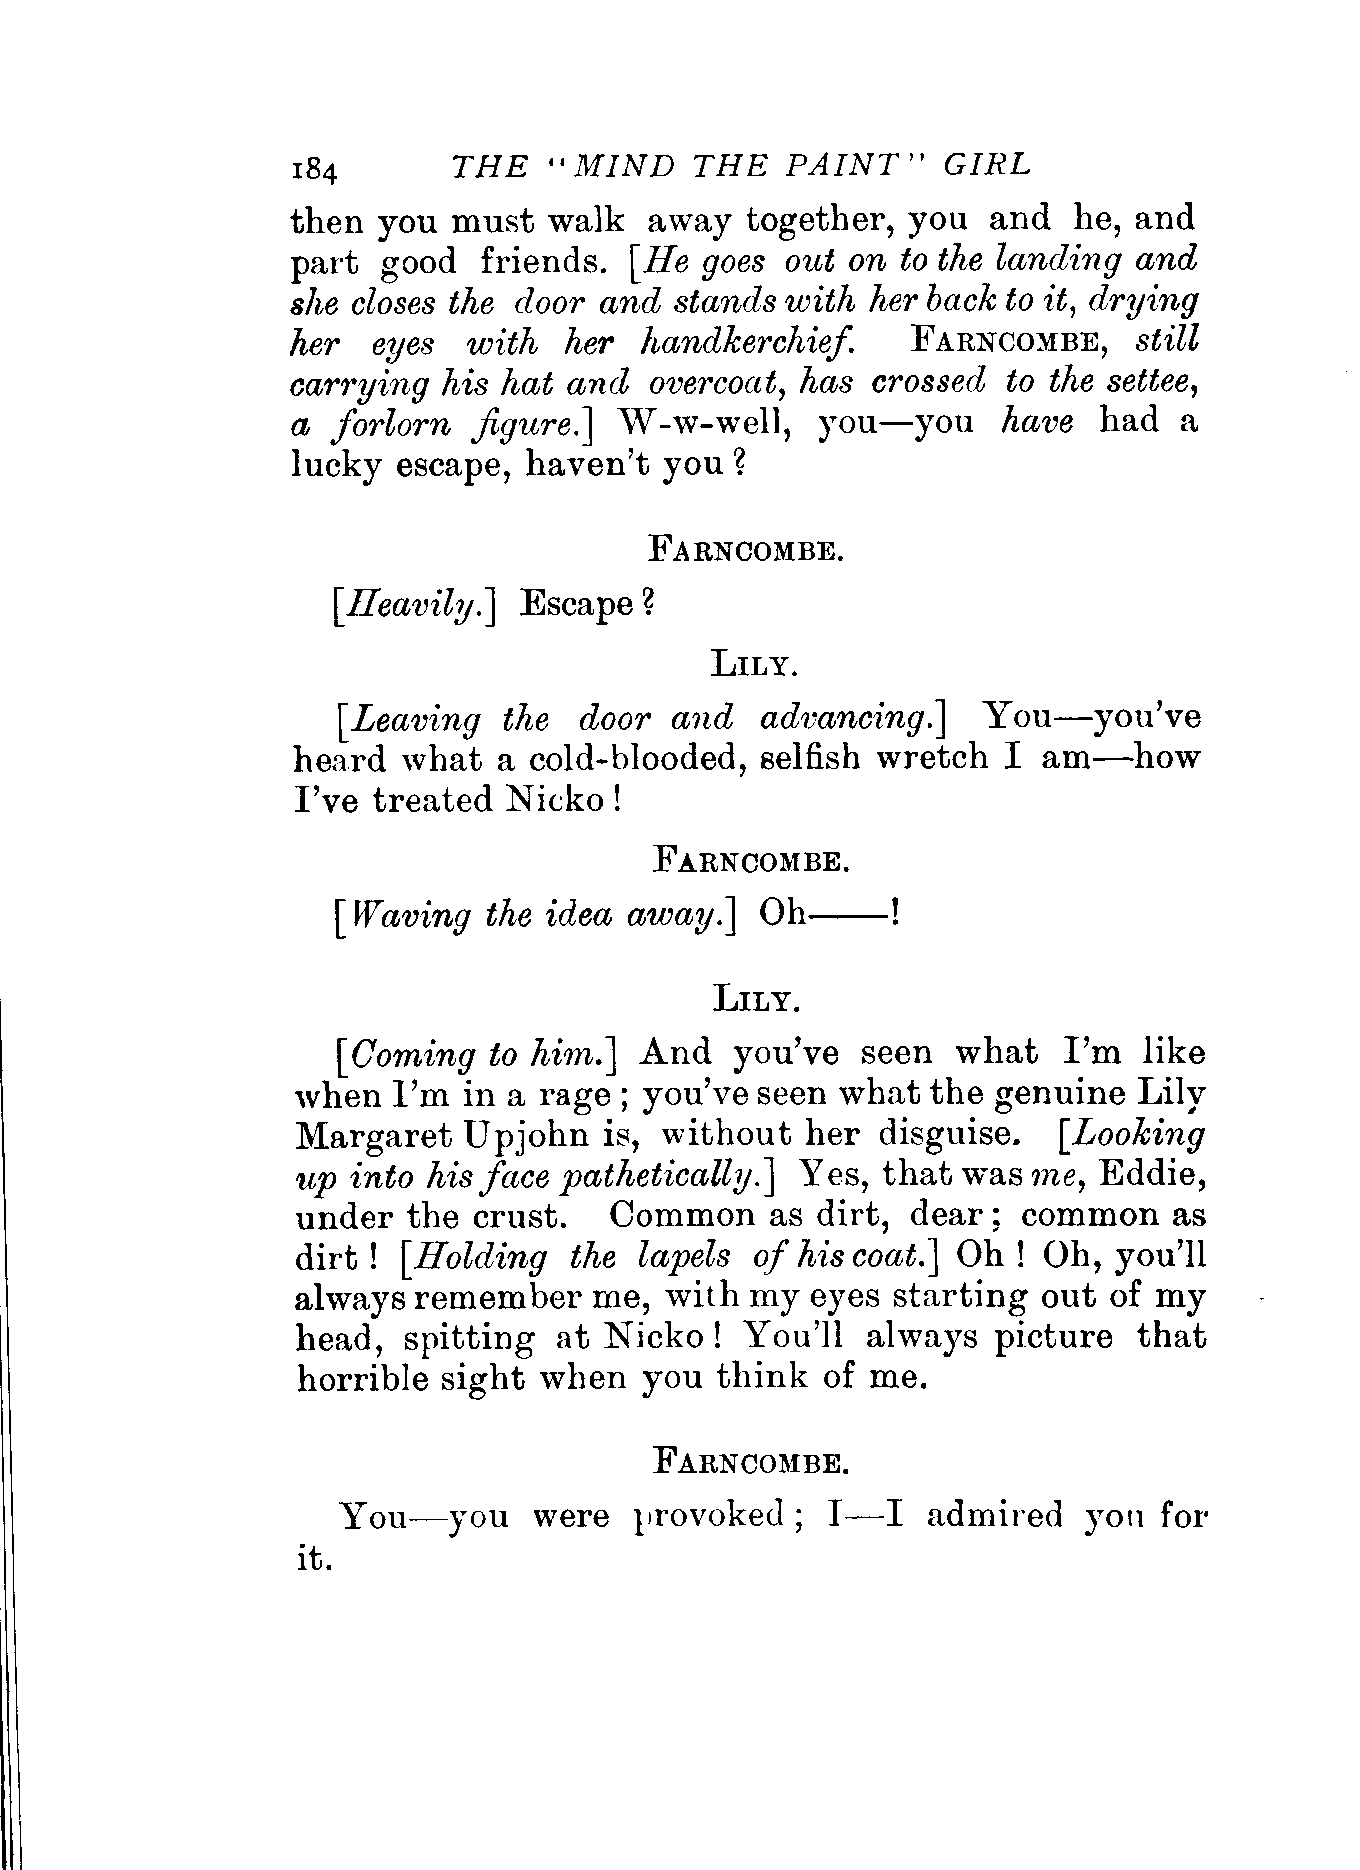 184 THE "MIND THE PAINT" GIRL
then you must walk away together, you and he, and
part good friends. [He goes out on to the landing and
she closes the door and stands with her back to it, drying
her eyes with her handkerchief. FARNCOMBE, still
carrying his hat and overcoat, has crossed to the settee,
a forlorn figure.] W-w-well, you—you have had a
lucky escape, haven't you?
FARNCOMBE.
[Heavily.] Escape?
LILY.
[Leaving the door and advancing.] You—you've
heard what a cold-blooded, selfish wretch I am—how
I've treated Nicko!
FARNCOMBE.
[Waving the idea away.] Oh——!
LILY.
[Coming to him.] And you've seen what I'm like
when I'm in a rage; you've seen what the genuine Lily
Margaret Upjohn is, without her disguise. [Looking
up into his face pathetically.] Yes, that was me, Eddie,
under the crust. Common as dirt, dear; common as
dirt! [Holding the lapels of his coat.] Oh! Oh, you'll
always remember me, with my eyes starting out of my
head, spitting at Nicko! You'll always picture that
horrible sight when you think of me.
FARNCOMBE.
You—you were provoked; I—I admired you for
it.